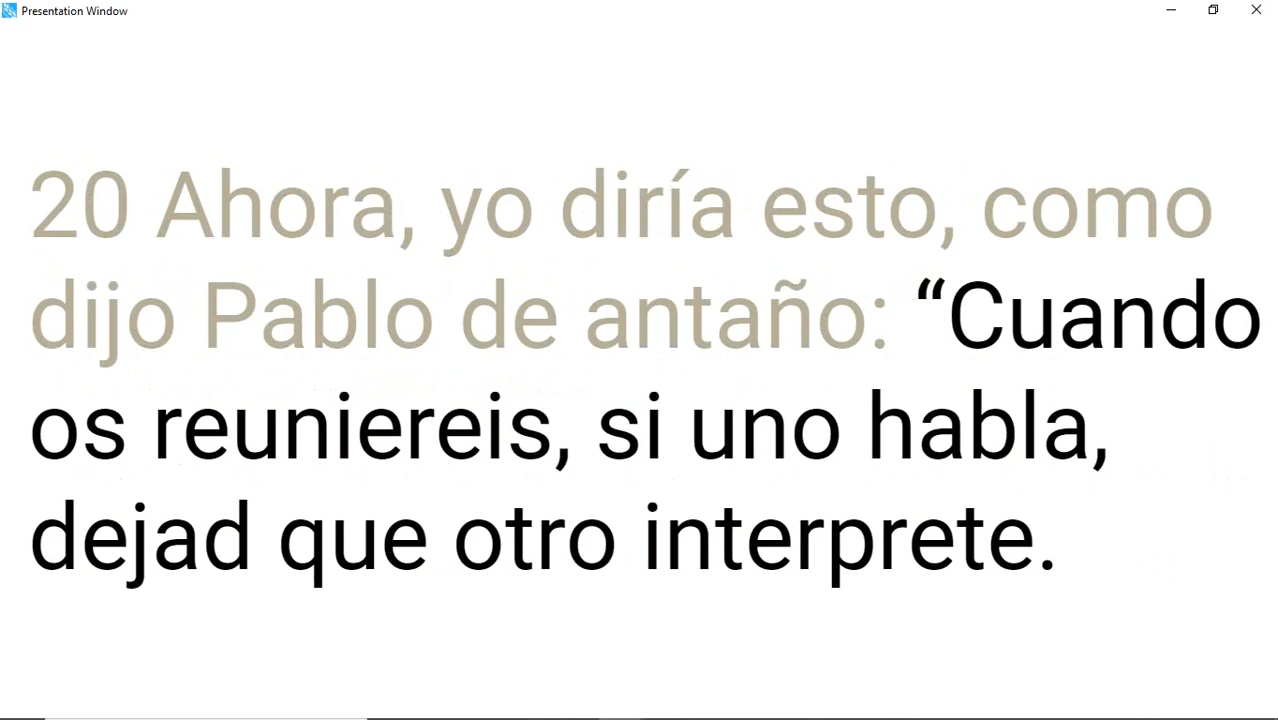 Presentation Window
20 Ahora, yo diría esto, como
dijo Pablo de antaño: “Cuando
os reuniereis, si uno habla,
dejad que otro interprete.